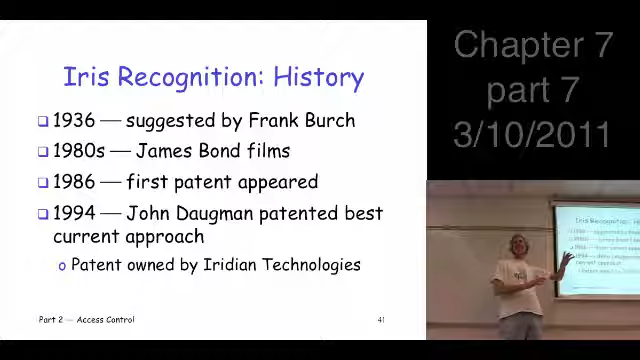 Iris Recognition: History
1936 — suggested by Frank Burch
1980s — James Bond films
1986 — first patent appeared
1994 — John Daugman patented best
current approach
Patent owned by Iridian Technologies
Part 2 — Access Control
41
Chapter 7
part 7
3/10/2011
Iris Recognition: His